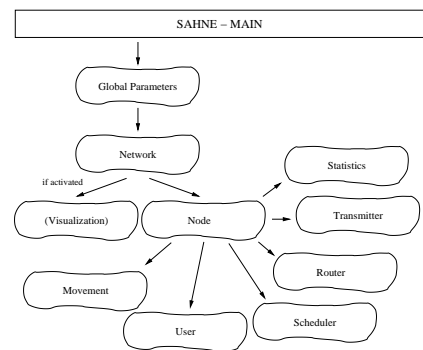 SAHNE – MAIN
Global Parameters
Network
if activated
Statistics
(Visualization)
Node
Transmitter
Router
Movement
Scheduler
User